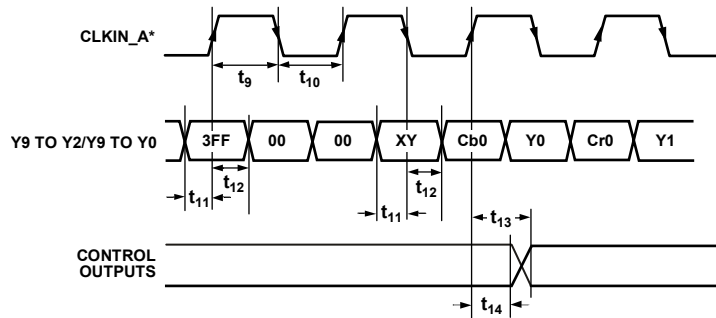 CLKIN_A*
t9
t10
Y9 TO Y2/Y9 TO Y0
3FF
00
00
XY
Cb0
Y0
Cr0
Y1
t11
t12
t11
t12
t13
CONTROL
OUTPUTS
t14